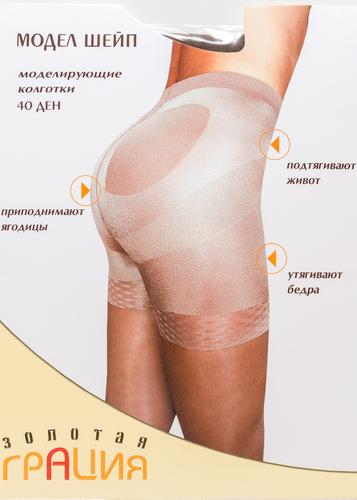 МОДЕЛ ШЕЙП
моделирующие
колготки
40 ДЕН
подтягивают
живот
приподнимают
ягодицы
утягивают
бедра
ЗОЛОТАЯ
ГРАЦИЯ